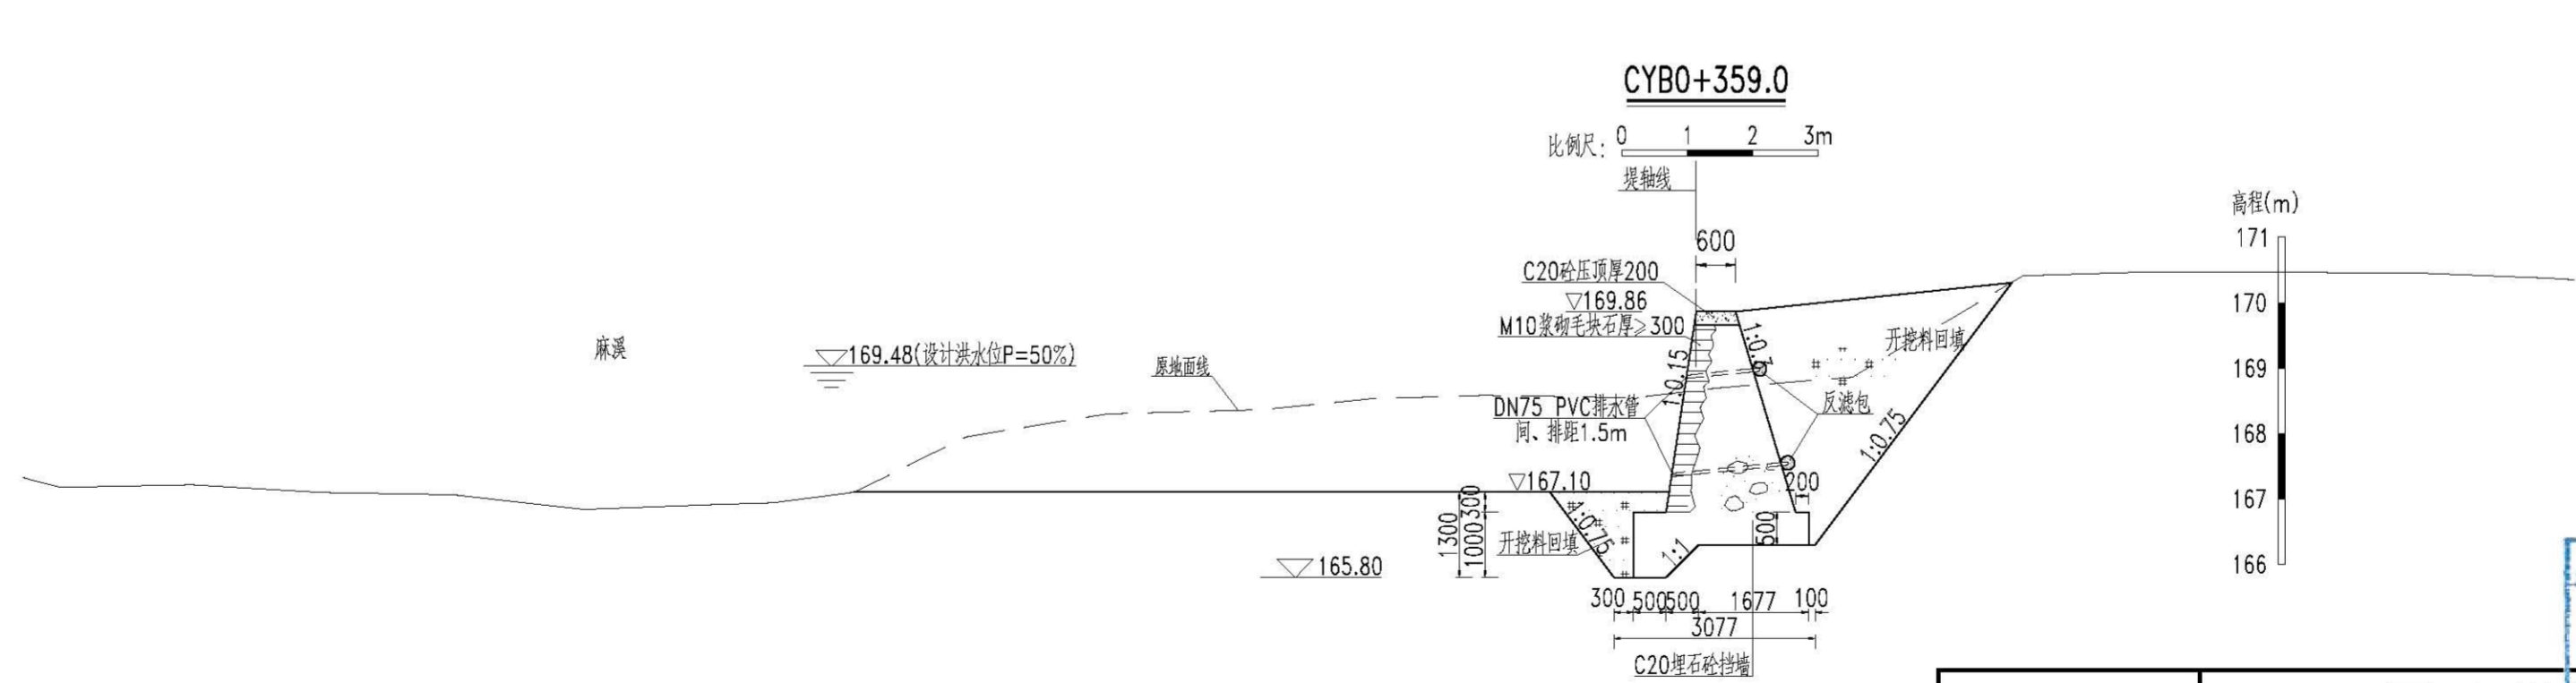 CYB0+359.0
比例尺: 0 1 2 3m
堤轴线
高程(m)
171
170
169
168
167
166
600
C20砼压顶厚200
169.86
M10浆砌毛块石厚≥300
麻溪
169.48(设计洪水位P=50%)
原地面线
1:0.15
1:0.3
开挖料回填
DN75 PVC排水管
间、排距1.5m
反滤包
1:0.75
167.10
200
300
1300
1000
500
1:0.75
开挖料回填
1:1
165.80
300 500 500 1677 100
3077
C20埋石砼挡墙